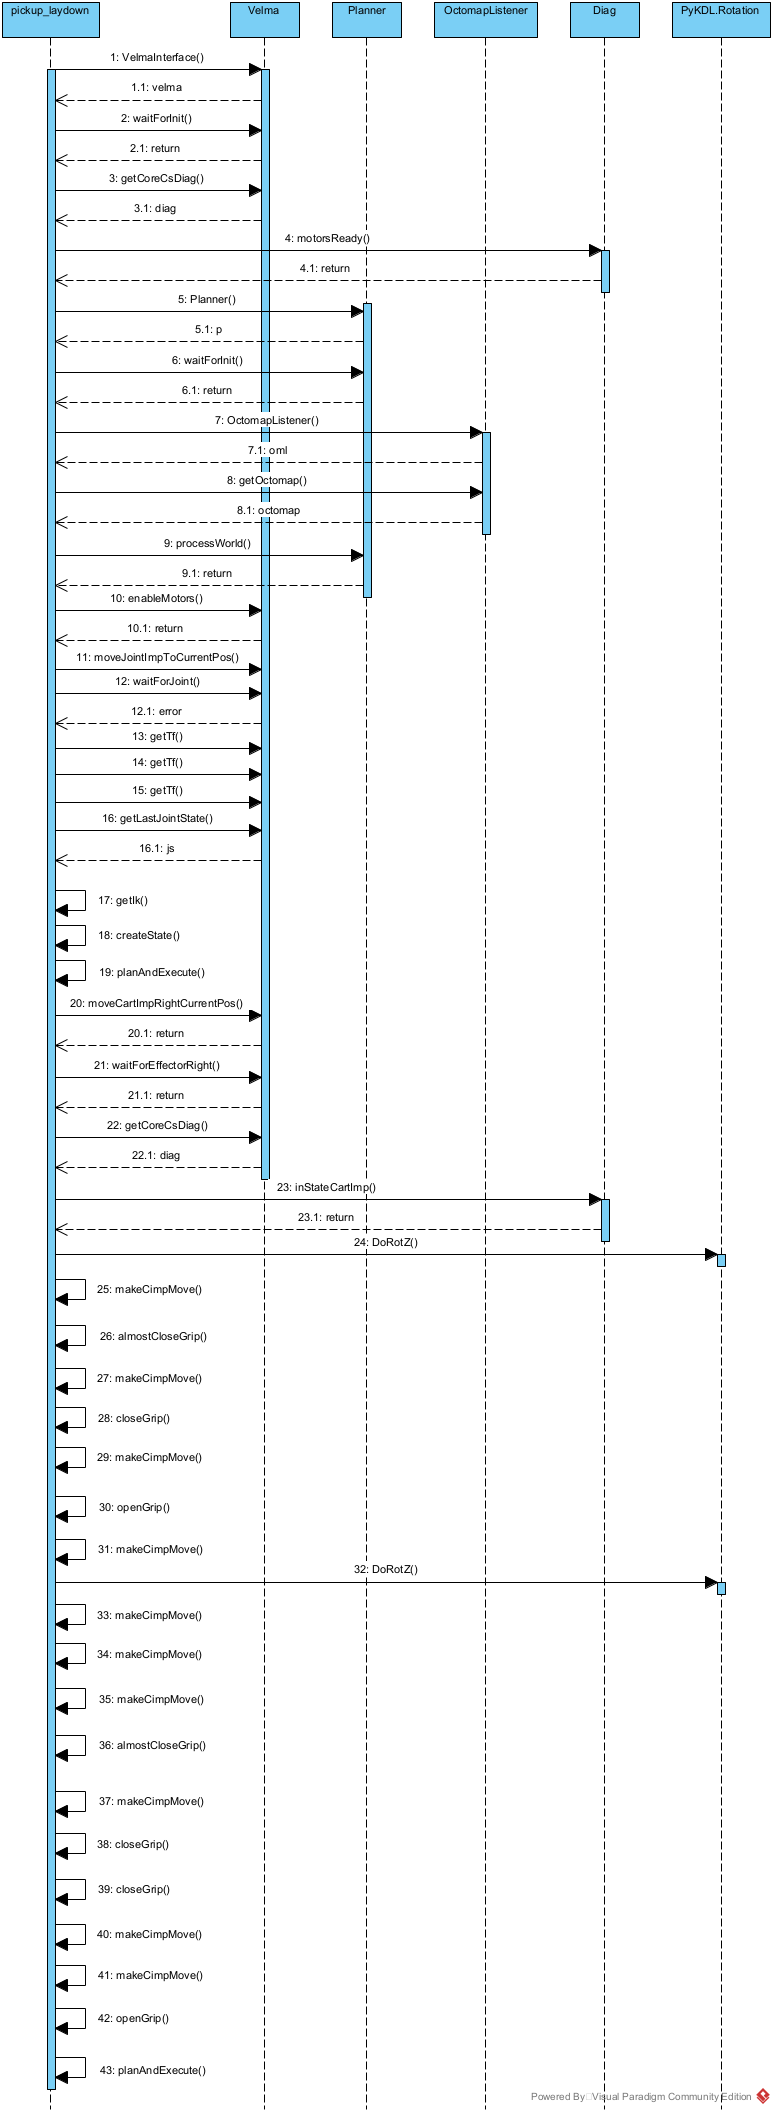 pickup_laydown
Velma
Planner
OctomapListener
Diag
PyKDL.Rotation
1: VelmaInterface()
1.1: velma
2: waitForInit()
2.1: return
3: getCoreCsDiag()
3.1: diag
4: motorsReady()
4.1: return
5: Planner()
5.1: p
6: waitForInit()
6.1: return
7: OctomapListener()
7.1: oml
8: getOctomap()
8.1: octomap
9: processWorld()
9.1: return
10: enableMotors()
10.1: return
11: moveJointImpToCurrentPos()
12: waitForJoint()
12.1: error
13: getTf()
14: getTf()
15: getTf()
16: getLastJointState()
16.1: js
17: getIk()
18: createState()
19: planAndExecute()
20: moveCartImpRightCurrentPos()
20.1: return
21: waitForEffectorRight()
21.1: return
22: getCoreCsDiag()
22.1: diag
23: inStateCartImp()
23.1: return
24: DoRotZ()
25: makeCimpMove()
26: almostCloseGrip()
27: makeCimpMove()
28: closeGrip()
29: makeCimpMove()
30: openGrip()
31: makeCimpMove()
32: DoRotZ()
33: makeCimpMove()
34: makeCimpMove()
35: makeCimpMove()
36: almostCloseGrip()
37: makeCimpMove()
38: closeGrip()
39: closeGrip()
40: makeCimpMove()
41: makeCimpMove()
42: openGrip()
43: planAndExecute()
Powered By Visual Paradigm Community Edition